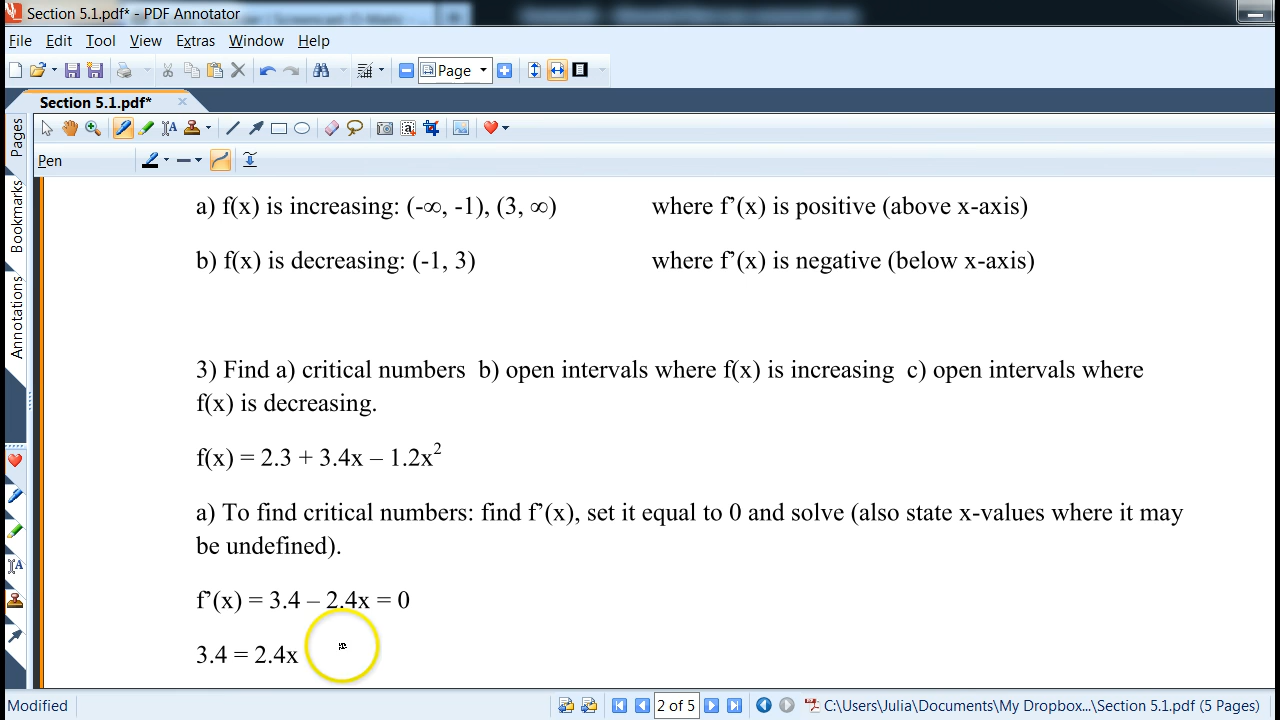 Section 5.1.pdf* - PDF Annotator
File Edit Tool View Extras Window Help
Page
Section 5.1.pdf*
Pages
Bookmarks
Annotations
Pen
a) f(x) is increasing: (-∞, -1), (3, ∞) where f’(x) is positive (above x-axis)
b) f(x) is decreasing: (-1, 3) where f’(x) is negative (below x-axis)
3) Find a) critical numbers b) open intervals where f(x) is increasing c) open intervals where
f(x) is decreasing.
f(x) = 2.3 + 3.4x – 1.2x²
a) To find critical numbers: find f’(x), set it equal to 0 and solve (also state x-values where it may
be undefined).
f’(x) = 3.4 – 2.4x = 0
3.4 = 2.4x
Modified 2 of 5 C:\Users\Julia\Documents\My Dropbox...\Section 5.1.pdf (5 Pages)